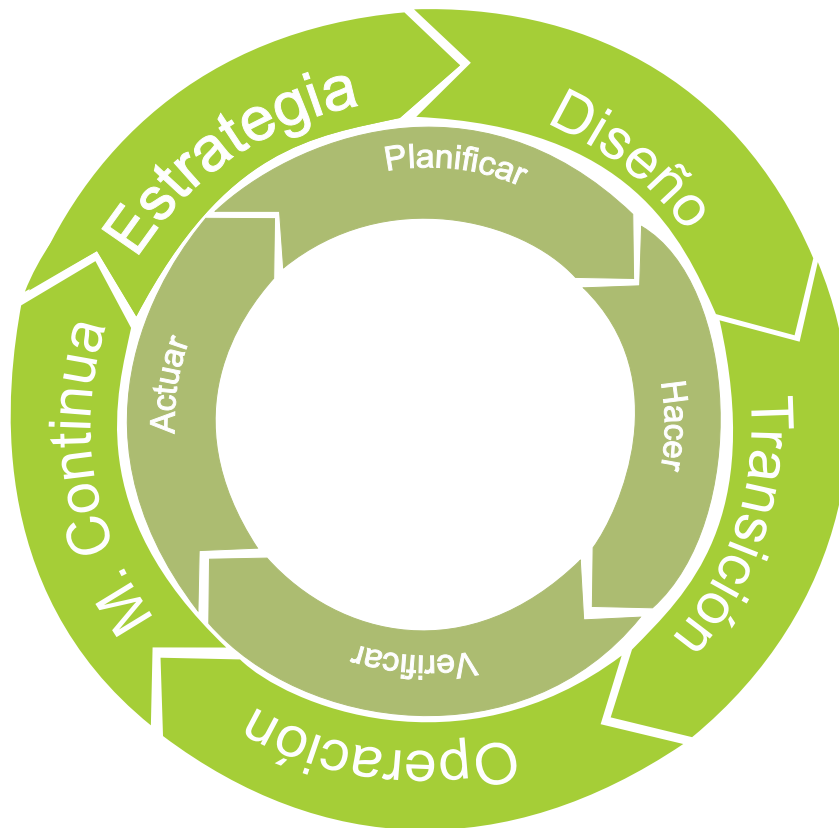 Estrategia
Diseño
Transición
Operación
M. Continua
Planificar
Hacer
Verificar
Actuar